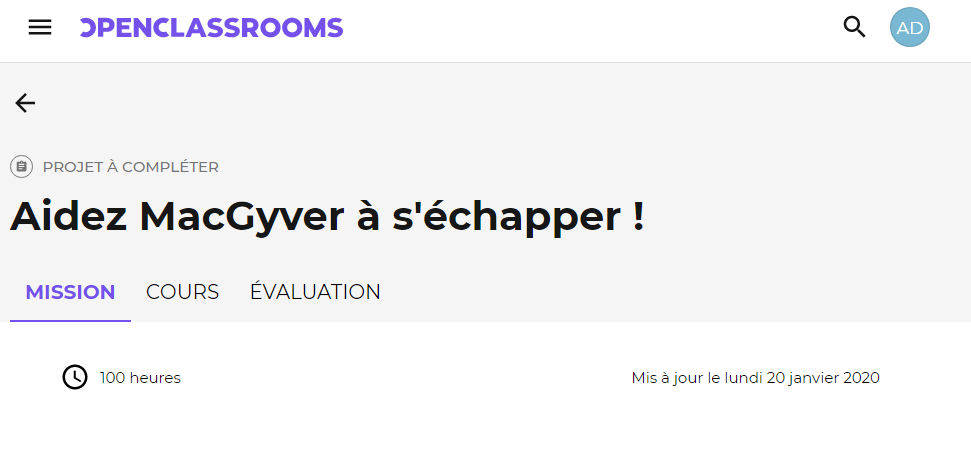 OPENCLASSROOMS
AD
PROJET À COMPLÉTER
Aidez MacGyver à s'échapper !
MISSION COURS ÉVALUATION
100 heures
Mis à jour le lundi 20 janvier 2020